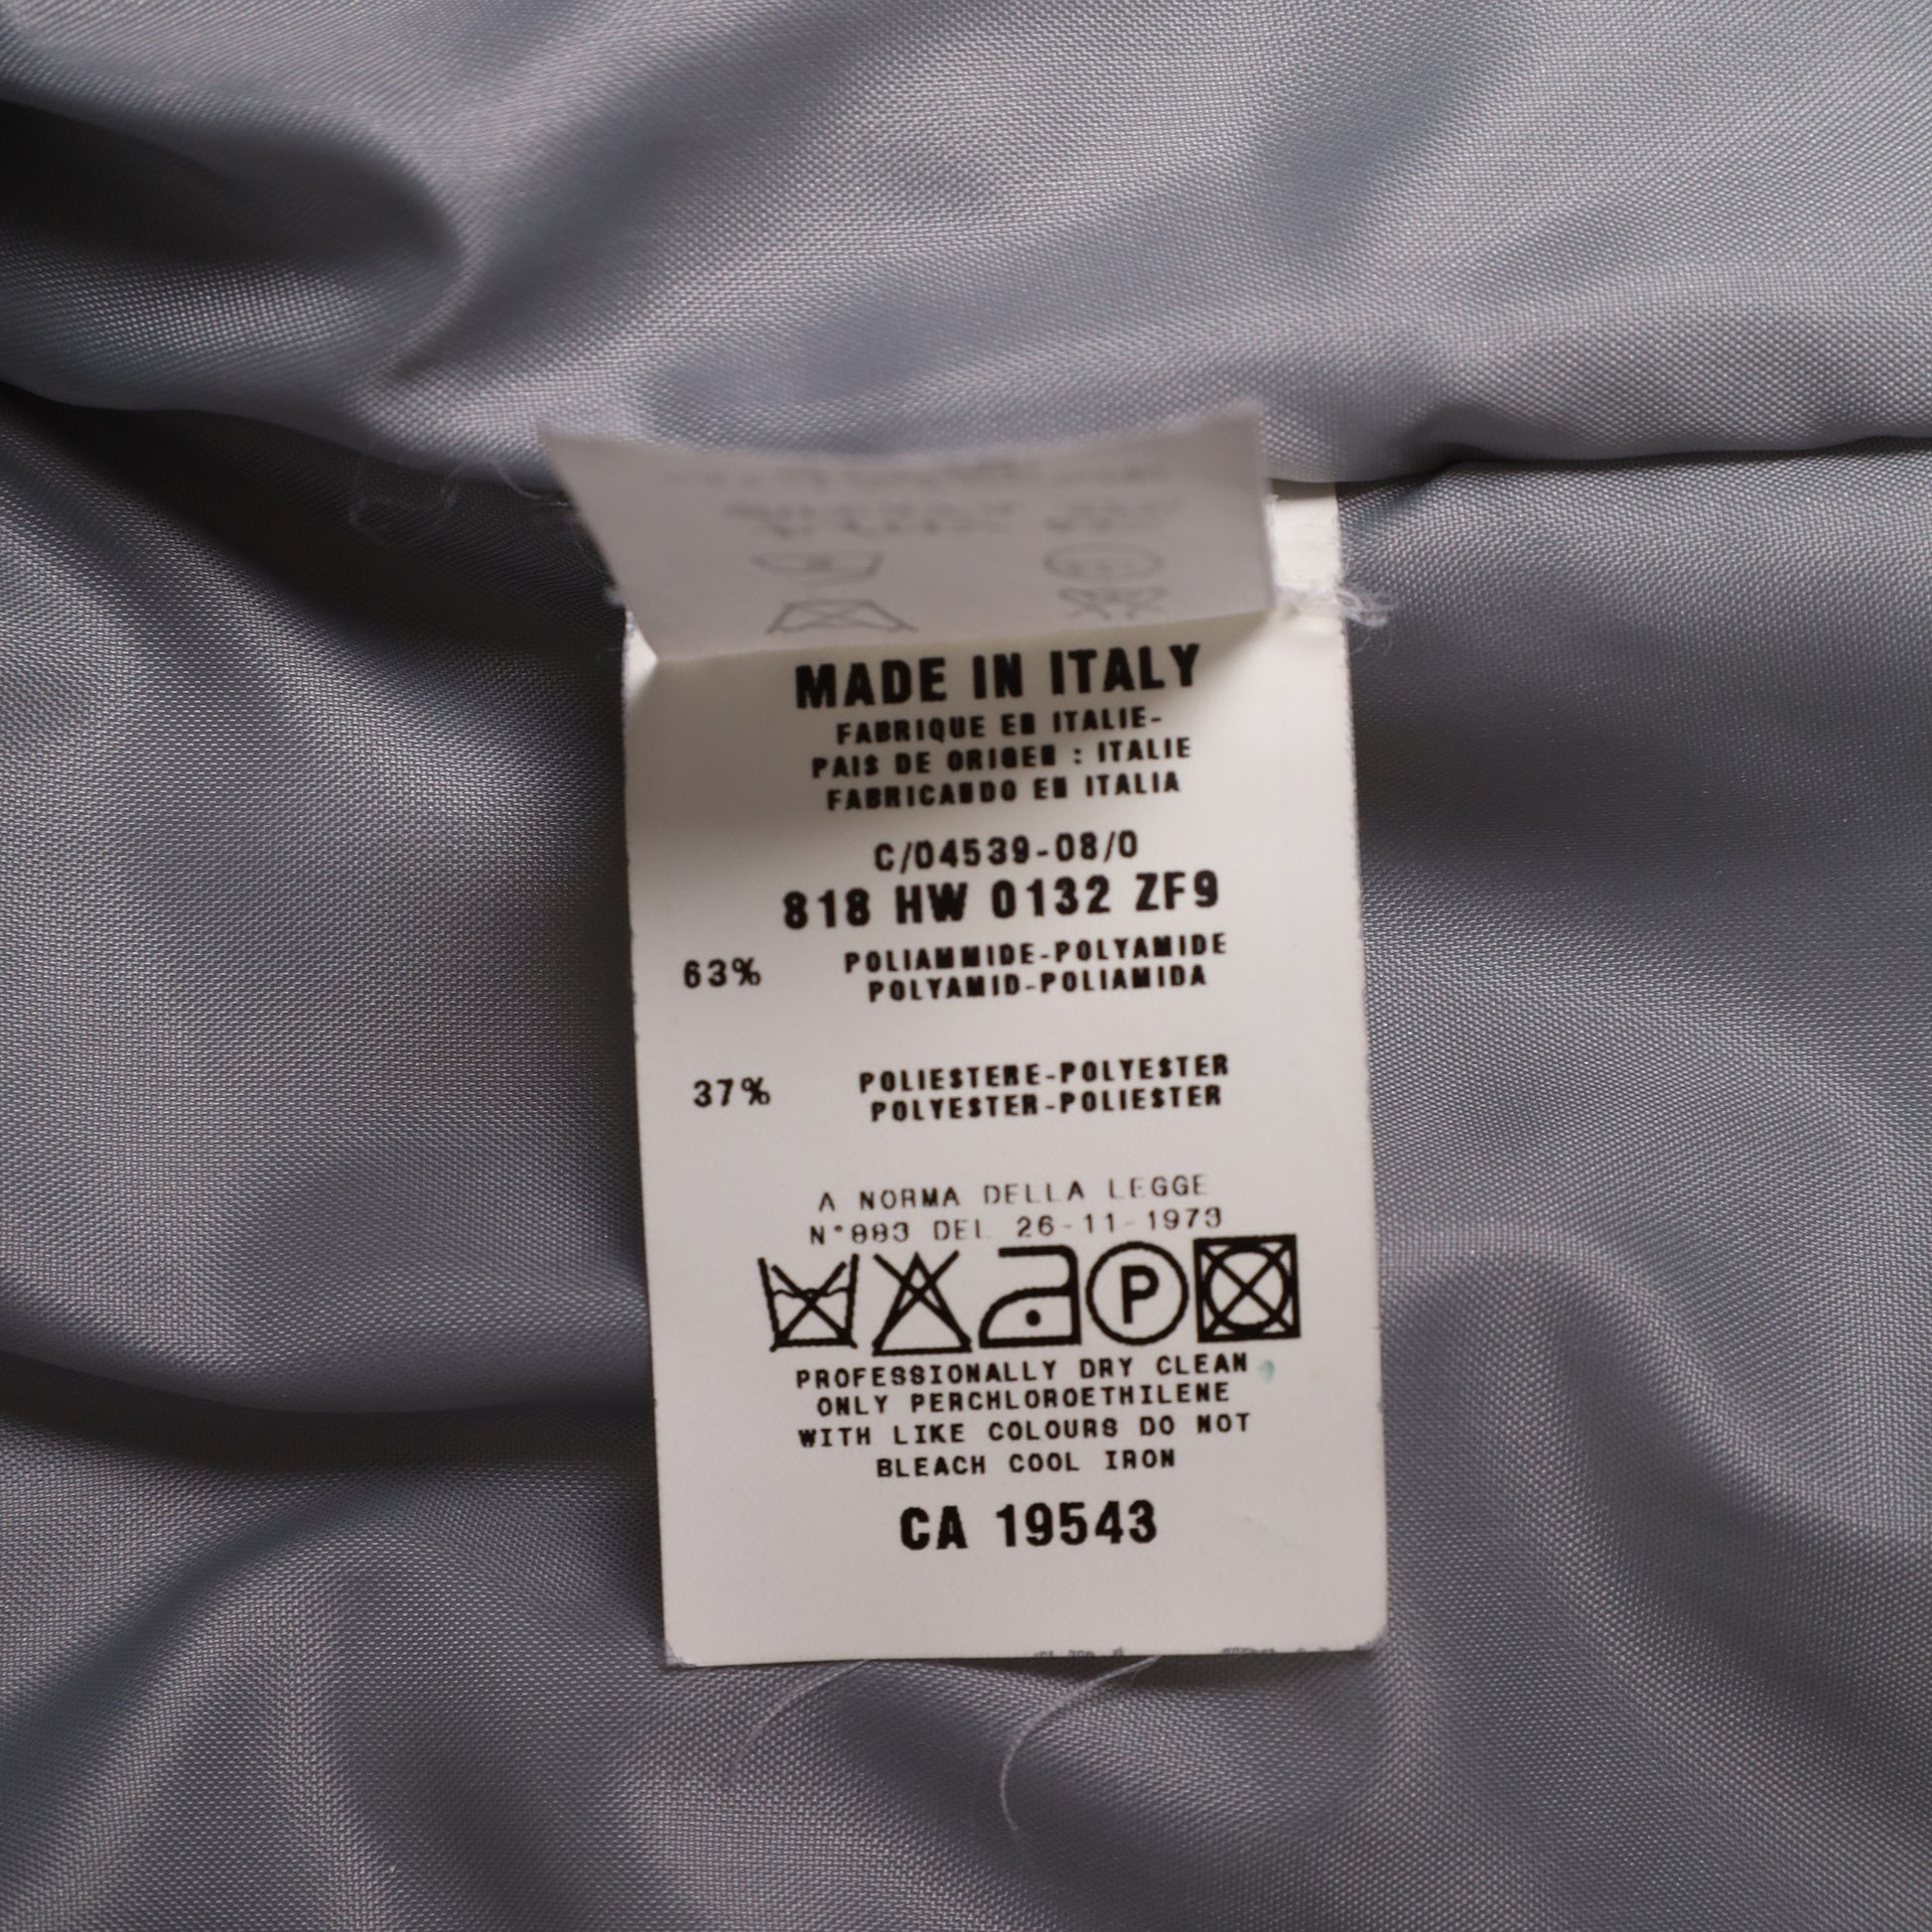 MADE IN ITALY
FABRIQUE EN ITALIE-
PAIS DE ORIGEN : ITALIE
FABRICANDO EN ITALIA
C/04539-08/0
818 HW 0132 ZF9
63% POLIAMMIDE-POLYAMIDE
POLYAMID-POLIAMIDA
37% POLIESTERE-POLYESTER
POLYESTER-POLIESTER
A NORMA DELLA LEGGE
N°883 DEL 26-11-1973
P
PROFESSIONALLY DRY CLEAN
ONLY PERCHLOROETHILENE
WITH LIKE COLOURS DO NOT
BLEACH COOL IRON
CA 19543